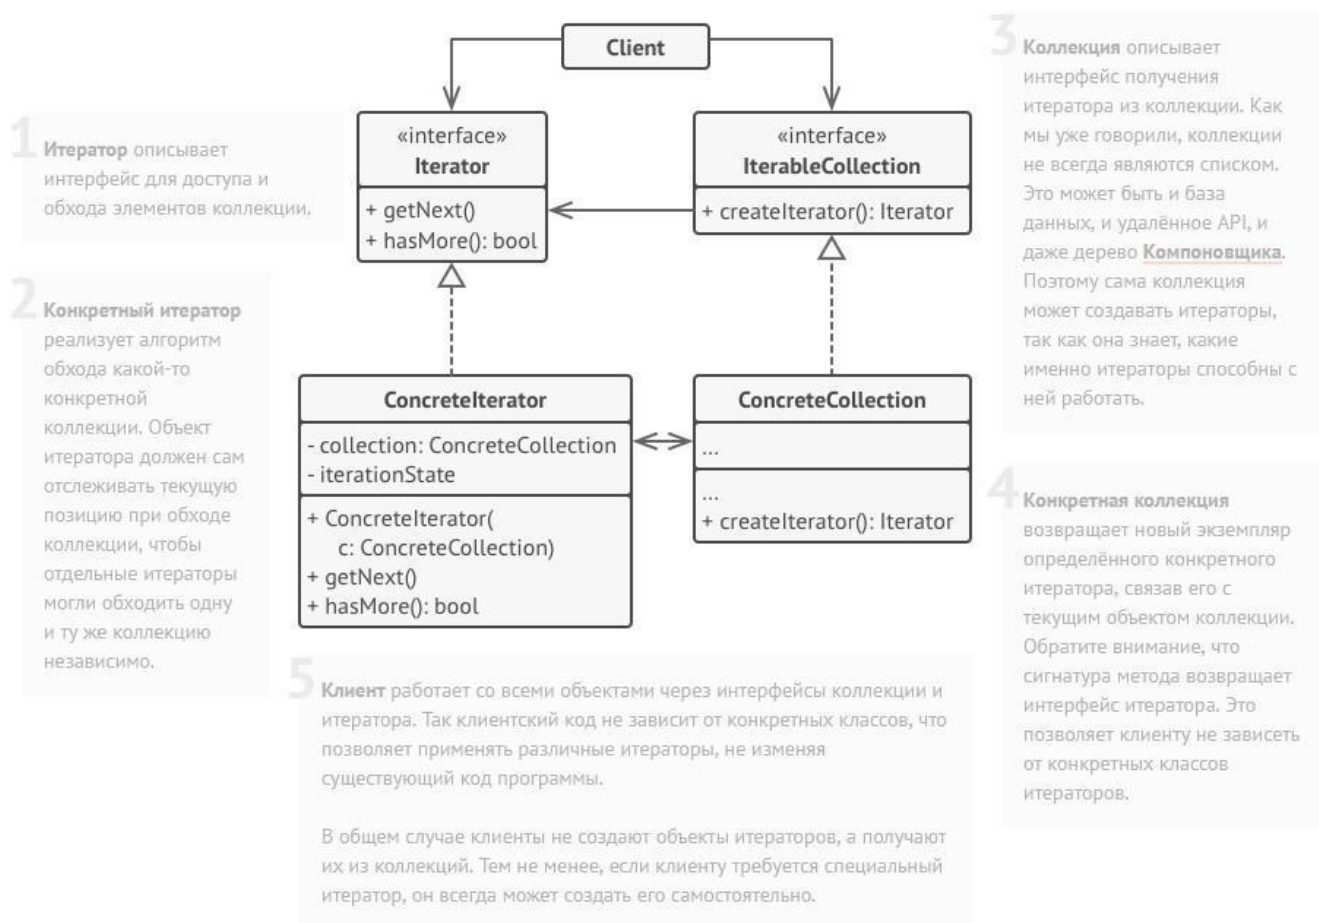 Client
«interface»
Iterator
+ getNext()
+ hasMore(): bool
«interface»
IterableCollection
+ createIterator(): Iterator
ConcreteIterator
- collection: ConcreteCollection
- iterationState
+ ConcreteIterator(
c: ConcreteCollection)
+ getNext()
+ hasMore(): bool
ConcreteCollection
...
...
+ createIterator(): Iterator
1
Итератор описывает
интерфейс для доступа и
обхода элементов коллекции.
2
Конкретный итератор
реализует алгоритм
обхода какой-то
конкретной
коллекции. Объект
итератора должен сам
отслеживать текущую
позицию при обходе
коллекции, чтобы
отдельные итераторы
могли обходить одну
и ту же коллекцию
независимо.
3
Коллекция описывает
интерфейс получения
итератора из коллекции. Как
мы уже говорили, коллекции
не всегда являются списком.
Это может быть и база
данных, и удалённое API, и
даже дерево Компоновщика.
Поэтому сама коллекция
может создавать итераторы,
так как она знает, какие
именно итераторы способны с
ней работать.
4
Конкретная коллекция
возвращает новый экземпляр
определённого конкретного
итератора, связав его с
текущим объектом коллекции.
Обратите внимание, что
сигнатура метода возвращает
интерфейс итератора. Это
позволяет клиенту не зависеть
от конкретных классов
итераторов.
5
Клиент работает со всеми объектами через интерфейсы коллекции и
итератора. Так клиентский код не зависит от конкретных классов, что
позволяет применять различные итераторы, не изменяя
существующий код программы.
В общем случае клиенты не создают объекты итераторов, а получают
их из коллекций. Тем не менее, если клиенту требуется специальный
итератор, он всегда может создать его самостоятельно.